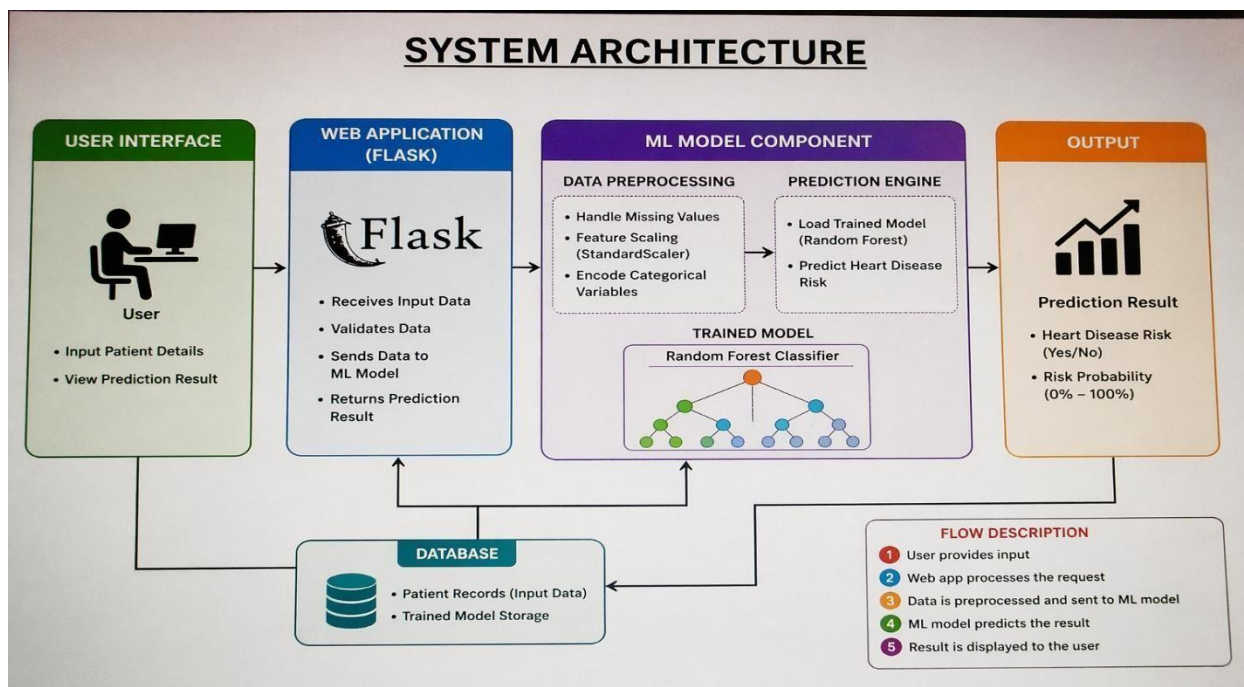 SYSTEM ARCHITECTURE
USER INTERFACE
User
• Input Patient Details
• View Prediction Result
WEB APPLICATION
(FLASK)
Flask
• Receives Input Data
• Validates Data
• Sends Data to
ML Model
• Returns Prediction
Result
ML MODEL COMPONENT
DATA PREPROCESSING
• Handle Missing Values
• Feature Scaling
(StandardScaler)
• Encode Categorical
Variables
PREDICTION ENGINE
• Load Trained Model
(Random Forest)
• Predict Heart Disease
Risk
TRAINED MODEL
Random Forest Classifier
OUTPUT
Prediction Result
• Heart Disease Risk
(Yes/No)
• Risk Probability
(0% – 100%)
DATABASE
• Patient Records (Input Data)
• Trained Model Storage
FLOW DESCRIPTION
1 User provides input
2 Web app processes the request
3 Data is preprocessed and sent to ML model
4 ML model predicts the result
5 Result is displayed to the user